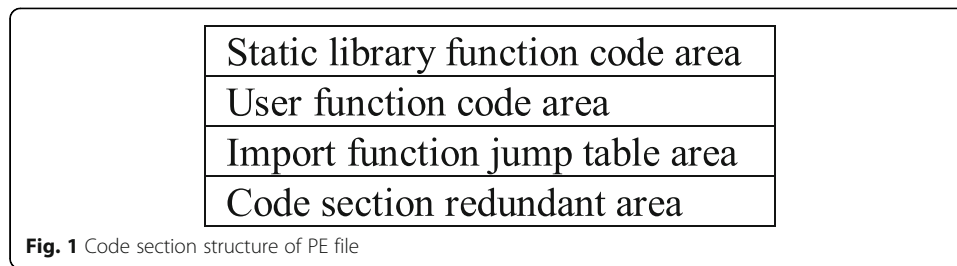 Static library function code area
User function code area
Import function jump table area
Code section redundant area
Fig. 1 Code section structure of PE file